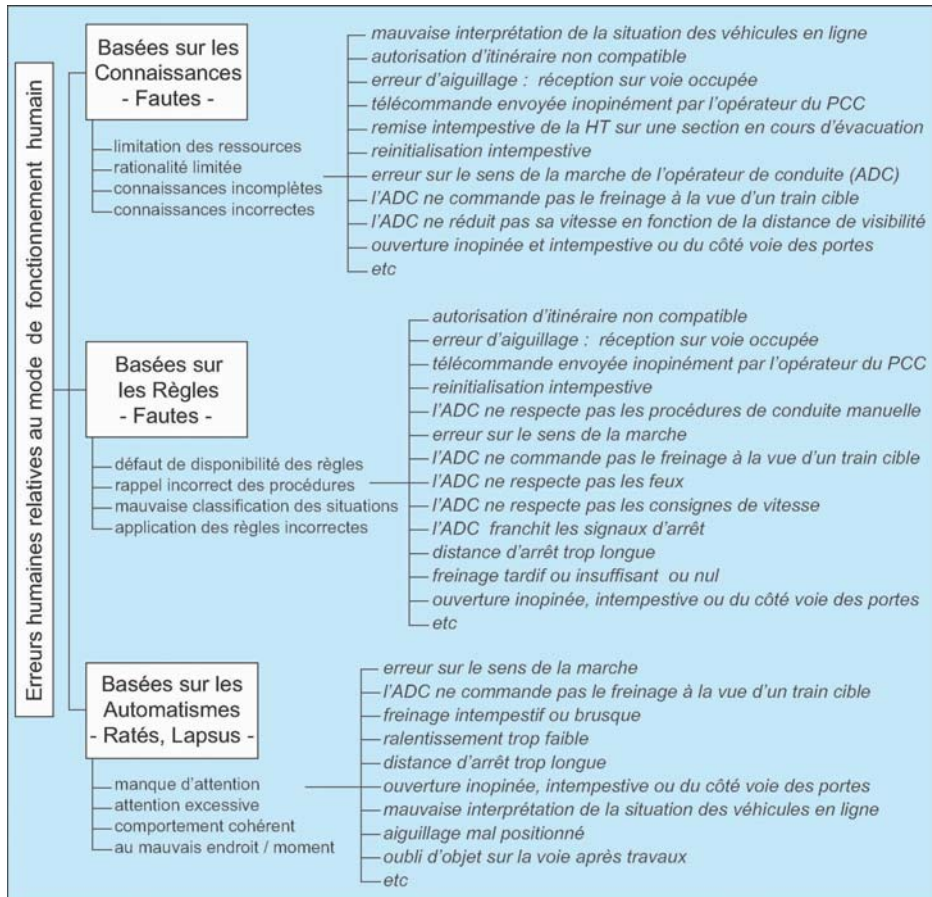 Erreurs humaines relatives au mode de fonctionnement humain
Basées sur les
Connaissances
- Fautes -
limitation des ressources
rationalité limitée
connaissances incomplètes
connaissances incorrectes
mauvaise interprétation de la situation des véhicules en ligne
autorisation d'itinéraire non compatible
erreur d'aiguillage : réception sur voie occupée
télécommande envoyée inopinément par l'opérateur du PCC
remise intempestive de la HT sur une section en cours d'évacuation
reinitialisation intempestive
erreur sur le sens de la marche de l'opérateur de conduite (ADC)
l'ADC ne commande pas le freinage à la vue d'un train cible
l'ADC ne réduit pas sa vitesse en fonction de la distance de visibilité
ouverture inopinée et intempestive ou du côté voie des portes
etc
Basées sur
les Règles
- Fautes -
défaut de disponibilité des règles
rappel incorrect des procédures
mauvaise classification des situations
application des règles incorrectes
autorisation d'itinéraire non compatible
erreur d'aiguillage : réception sur voie occupée
télécommande envoyée inopinément par l'opérateur du PCC
reinitialisation intempestive
l'ADC ne respecte pas les procédures de conduite manuelle
erreur sur le sens de la marche
l'ADC ne commande pas le freinage à la vue d'un train cible
l'ADC ne respecte pas les feux
l'ADC ne respecte pas les consignes de vitesse
l'ADC franchit les signaux d'arrêt
distance d'arrêt trop longue
freinage tardif ou insuffisant ou nul
ouverture inopinée, intempestive ou du côté voie des portes
etc
Basées sur les
Automatismes
- Ratés, Lapsus -
manque d'attention
attention excessive
comportement cohérent
au mauvais endroit / moment
erreur sur le sens de la marche
l'ADC ne commande pas le freinage à la vue d'un train cible
freinage intempestif ou brusque
ralentissement trop faible
distance d'arrêt trop longue
ouverture inopinée, intempestive ou du côté voie des portes
mauvaise interprétation de la situation des véhicules en ligne
aiguillage mal positionné
oubli d'objet sur la voie après travaux
etc